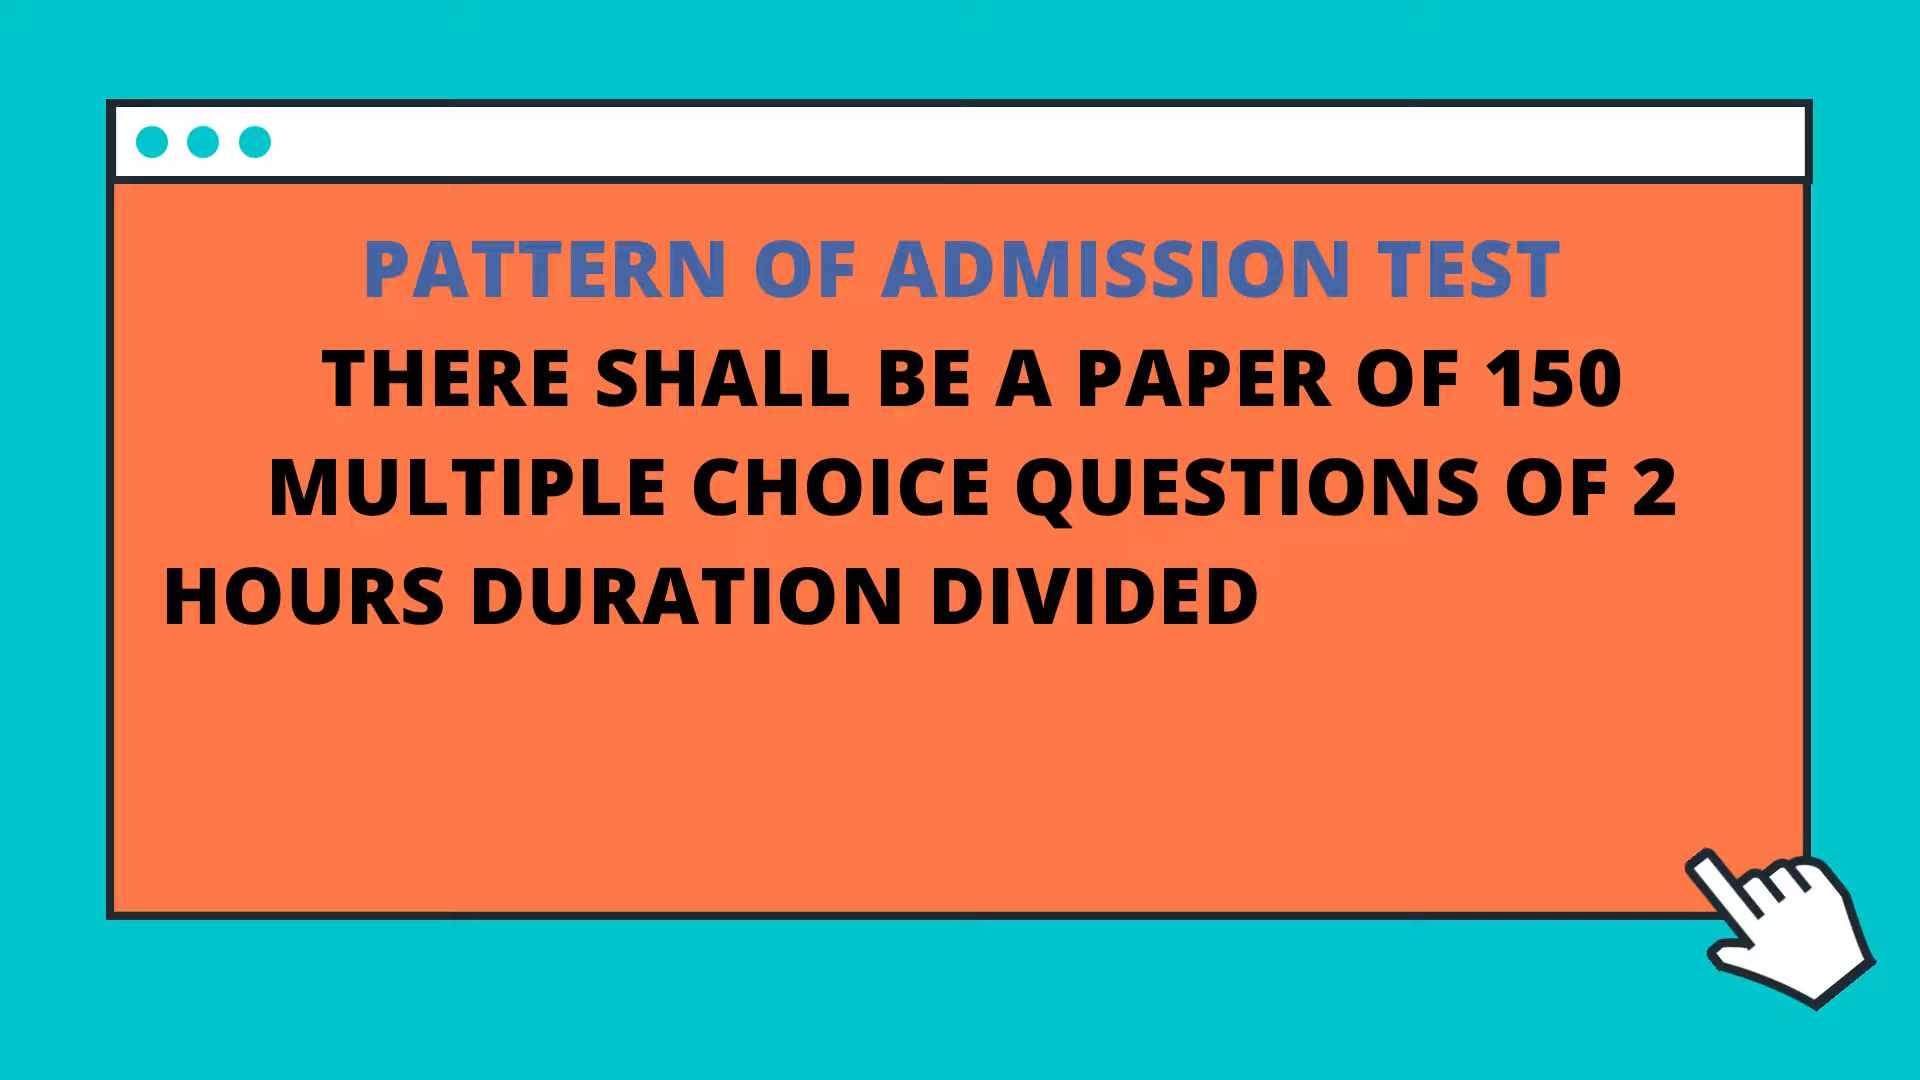 PATTERN OF ADMISSION TEST
THERE SHALL BE A PAPER OF 150
MULTIPLE CHOICE QUESTIONS OF 2
HOURS DURATION DIVIDED